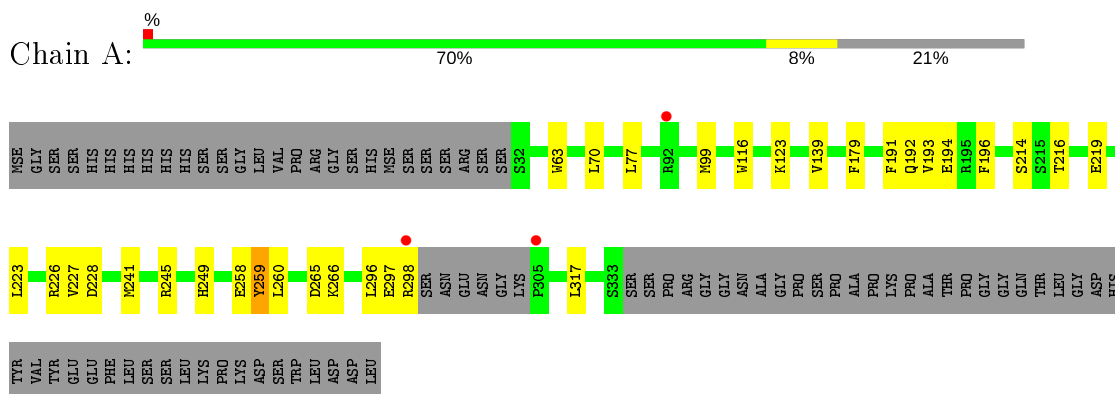 %
Chain A:
70% 8% 21%
MSE GLY SER SER HIS HIS HIS HIS HIS HIS SER SER GLY LEU VAL PRO ARG GLY SER HIS MSE SER SER SER ARG SER SER S32 W63 L70 L77 R92 M99 W116 K123 V139 F179 F191 Q192 V193 E194 R195 F196 S214 S215 T216 E219
L223 R226 V227 D228 M241 R245 H249 E258 Y259 L260 D265 K266 L296 E297 R298 SER ASN GLU ASN GLY LYS P305 L317 S333 SER SER PRO ARG GLY GLY ASN ALA GLY PRO SER PRO ALA PRO LYS PRO ALA THR PRO GLY GLY GLN THR LEU GLY ASP HIS
TYR VAL TYR GLU GLU PHE LEU SER SER LEU LYS PRO LYS ASP SER TRP LEU ASP ASP LEU